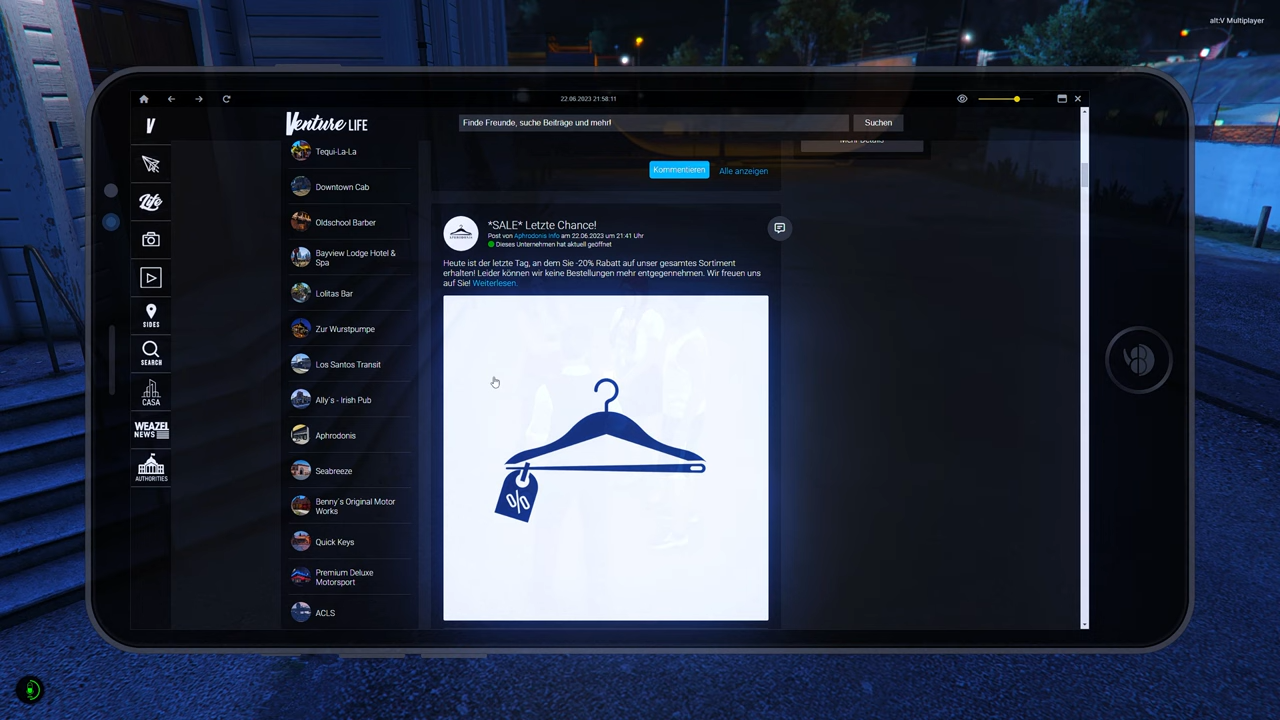 alt:V Multiplayer
22.06.2023 21:58:11
Venture LIFE
Finde Freunde, suche Beiträge und mehr!
Suchen
V
Life
SIDES
SEARCH
CASA
WEAZEL
NEWS
AUTHORITIES
Tequi-La-La
Downtown Cab
Oldschool Barber
Bayview Lodge Hotel &
Spa
Lolitas Bar
Zur Wurstpumpe
Los Santos Transit
Ally's - Irish Pub
Aphrodonis
Seabreeze
Benny's Original Motor
Works
Quick Keys
Premium Deluxe
Motorsport
ACLS
Mehr Details
Kommentieren
Alle anzeigen
*SALE* Letzte Chance!
Post von Aphrodonis Info am 22.06.2023 um 21:41 Uhr
Dieses Unternehmen hat aktuell geöffnet
Heute ist der letzte Tag, an dem Sie -20% Rabatt auf unser gesamtes Sortiment
erhalten! Leider können wir keine Bestellungen mehr entgegennehmen. Wir freuen uns
auf Sie! Weiterlesen.
%